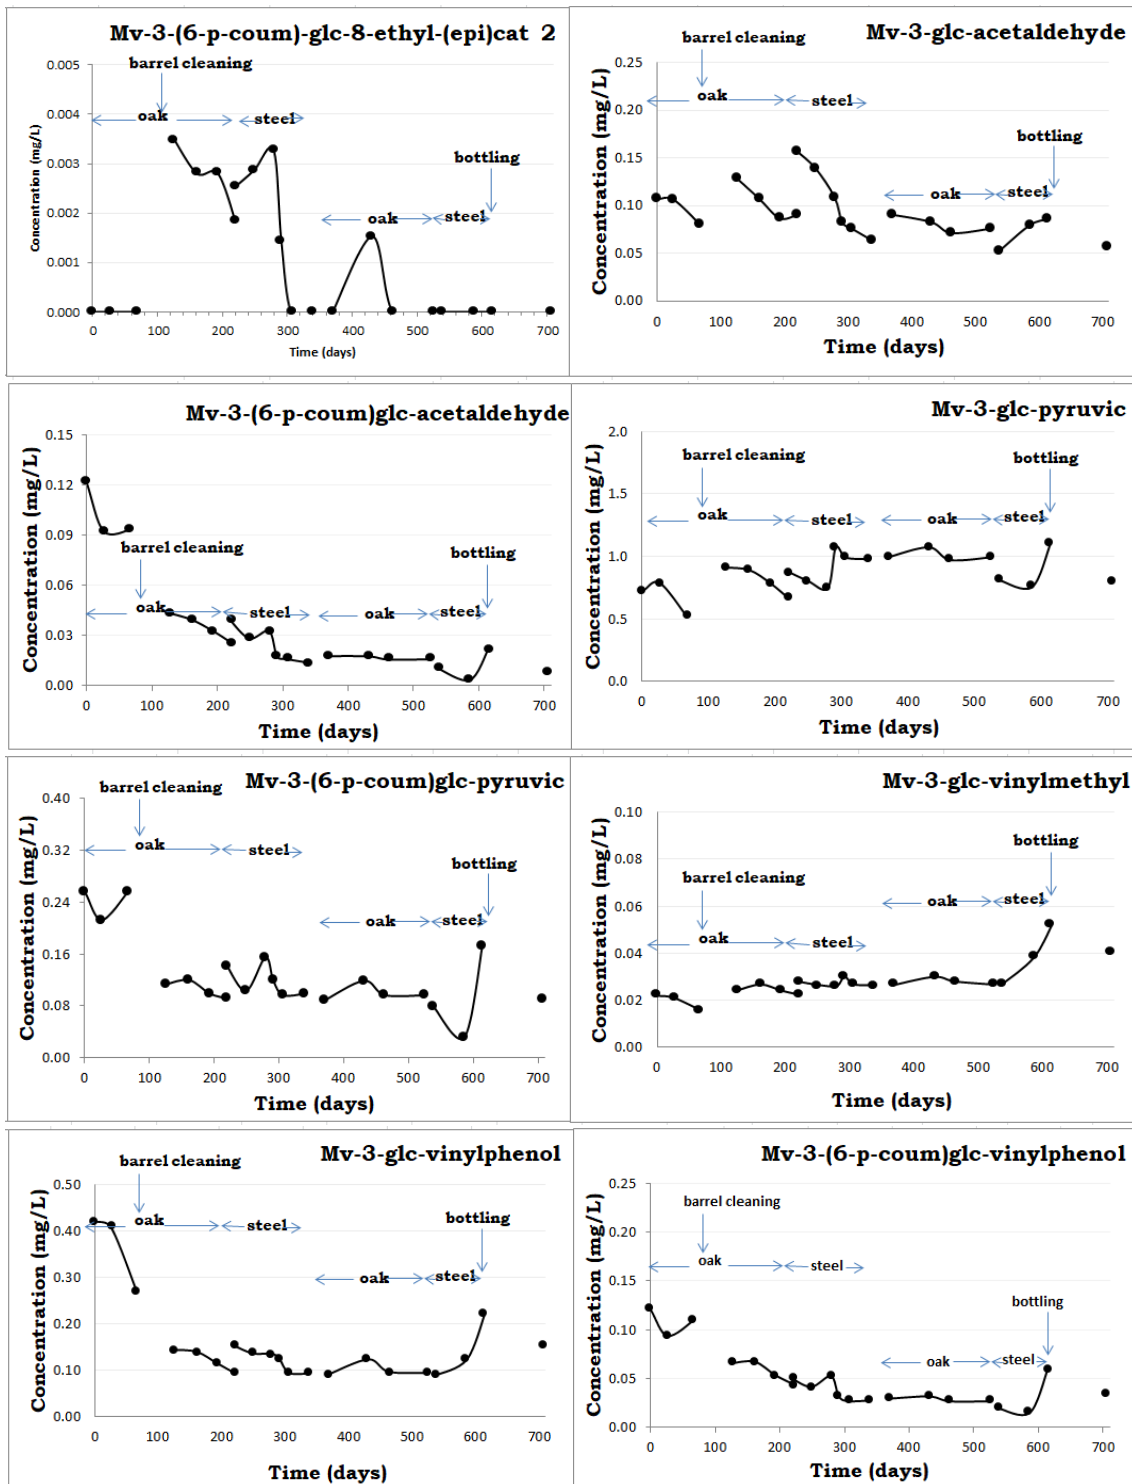 Mv-3-(6-p-coum)-glc-8-ethyl-(epi)cat 2
barrel cleaning
oak
steel
bottling
oak
steel
Concentration (mg/L)
0.005
0.004
0.003
0.002
0.001
0.000
0 100 200 300 400 500 600 700
Time (days)
Mv-3-glc-acetaldehyde
barrel cleaning
oak
steel
bottling
oak
steel
Concentration (mg/L)
0.25
0.20
0.15
0.10
0.05
0.00
0 100 200 300 400 500 600 700
Time (days)
Mv-3-(6-p-coum)glc-acetaldehyde
barrel cleaning
oak
steel
bottling
oak
steel
Concentration (mg/L)
0.15
0.12
0.09
0.06
0.03
0.00
0 100 200 300 400 500 600 700
Time (days)
Mv-3-glc-pyruvic
barrel cleaning
oak
steel
bottling
oak
steel
Concentration (mg/L)
2.0
1.5
1.0
0.5
0.0
0 100 200 300 400 500 600 700
Time (days)
Mv-3-(6-p-coum)glc-pyruvic
barrel cleaning
oak
steel
bottling
oak
steel
Concentration (mg/L)
0.40
0.32
0.24
0.16
0.08
0.00
0 100 200 300 400 500 600 700
Time (days)
Mv-3-glc-vinylmethyl
barrel cleaning
oak
steel
bottling
oak
steel
Concentration (mg/L)
0.10
0.08
0.06
0.04
0.02
0.00
0 100 200 300 400 500 600 700
Time (days)
Mv-3-glc-vinylphenol
barrel cleaning
oak
steel
bottling
oak
steel
Concentration (mg/L)
0.50
0.40
0.30
0.20
0.10
0.00
0 100 200 300 400 500 600 700
Time (days)
Mv-3-(6-p-coum)glc-vinylphenol
barrel cleaning
oak
steel
bottling
oak
steel
Concentration (mg/L)
0.25
0.20
0.15
0.10
0.05
0.00
0 100 200 300 400 500 600 700
Time (days)